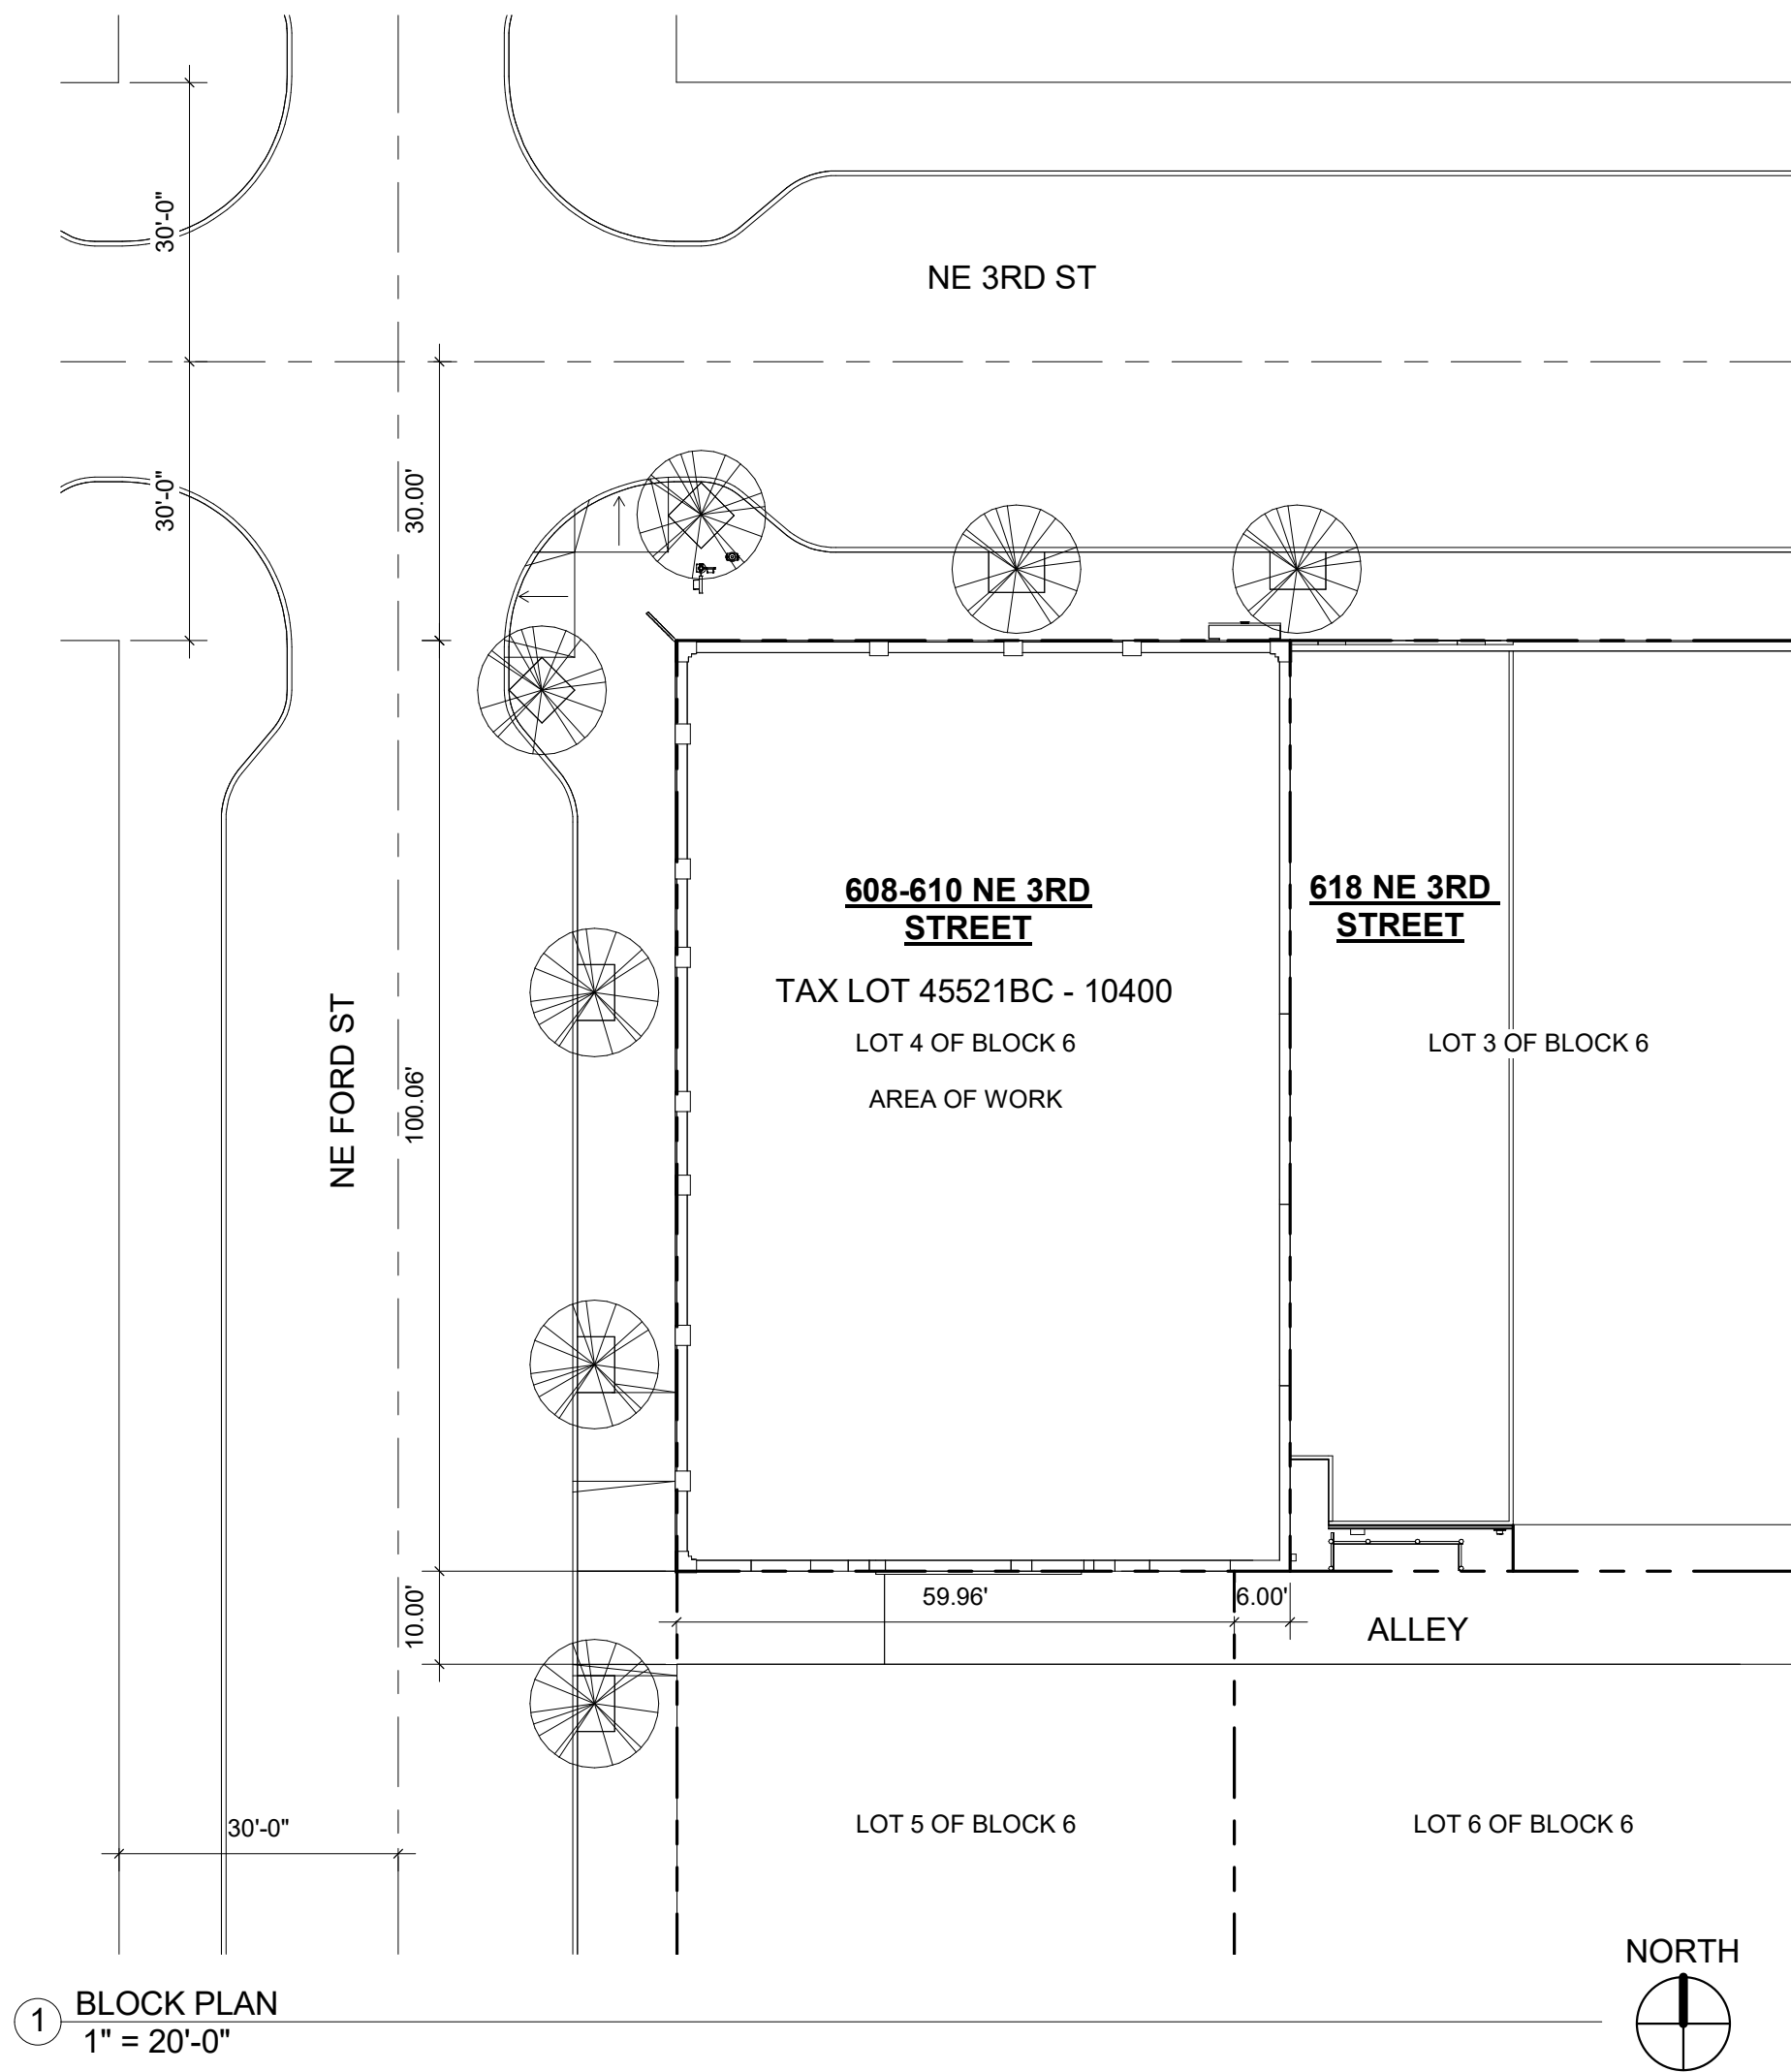 30'-0"
NE 3RD ST
30'-0"
30.00'
608-610 NE 3RD
STREET
618 NE 3RD
STREET
TAX LOT 45521BC - 10400
LOT 4 OF BLOCK 6
LOT 3 OF BLOCK 6
AREA OF WORK
NE FORD ST
100.06'
59.96'
6.00'
10.00'
ALLEY
30'-0"
LOT 5 OF BLOCK 6
LOT 6 OF BLOCK 6
NORTH
1
BLOCK PLAN
1" = 20'-0"